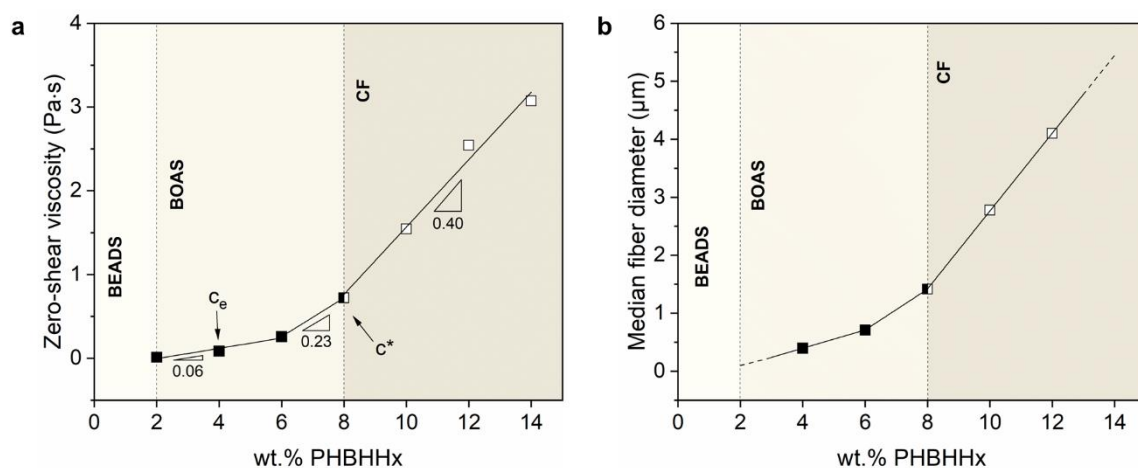 a
Zero-shear viscosity (Pa·s)
4
3
2
1
0
BEADS
BOAS
CF
cₑ
c*
0.06
0.23
0.40
0 2 4 6 8 10 12 14
wt.% PHBHHx
b
Median fiber diameter (µm)
6
5
4
3
2
1
0
BEADS
BOAS
CF
0 2 4 6 8 10 12 14
wt.% PHBHHx